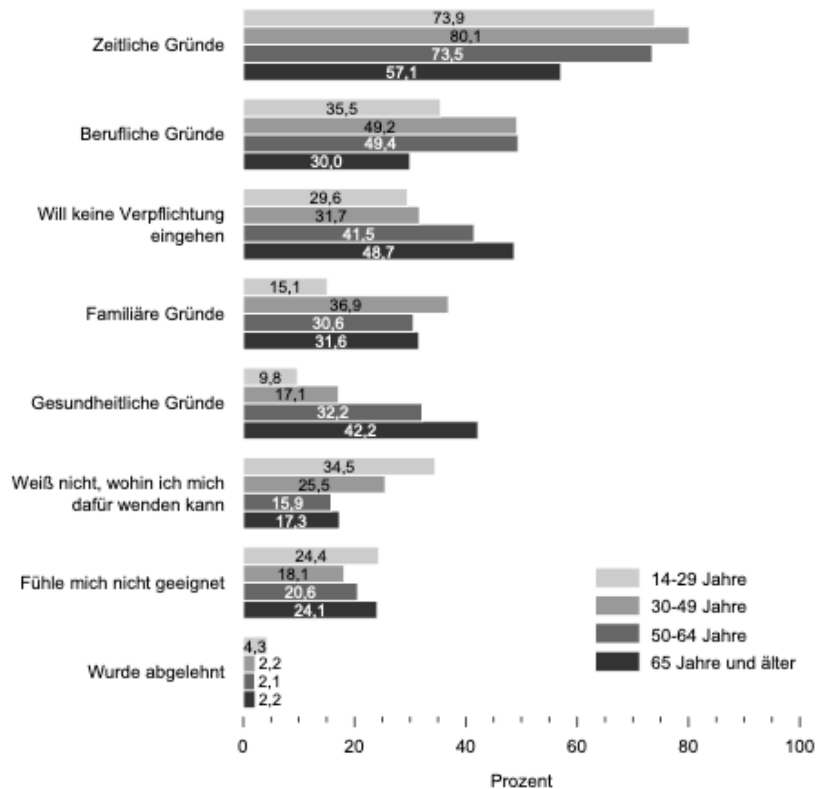 Zeitliche Gründe
73,9
80,1
73,5
57,1
Berufliche Gründe
35,5
49,2
49,4
30,0
Will keine Verpflichtung
eingehen
29,6
31,7
41,5
48,7
Familiäre Gründe
15,1
36,9
30,6
31,6
Gesundheitliche Gründe
9,8
17,1
32,2
42,2
Weiß nicht, wohin ich mich
dafür wenden kann
34,5
25,5
15,9
17,3
Fühle mich nicht geeignet
24,4
18,1
20,6
24,1
Wurde abgelehnt
4,3
2,2
2,1
2,2
14-29 Jahre
30-49 Jahre
50-64 Jahre
65 Jahre und älter
0 20 40 60 80 100
Prozent